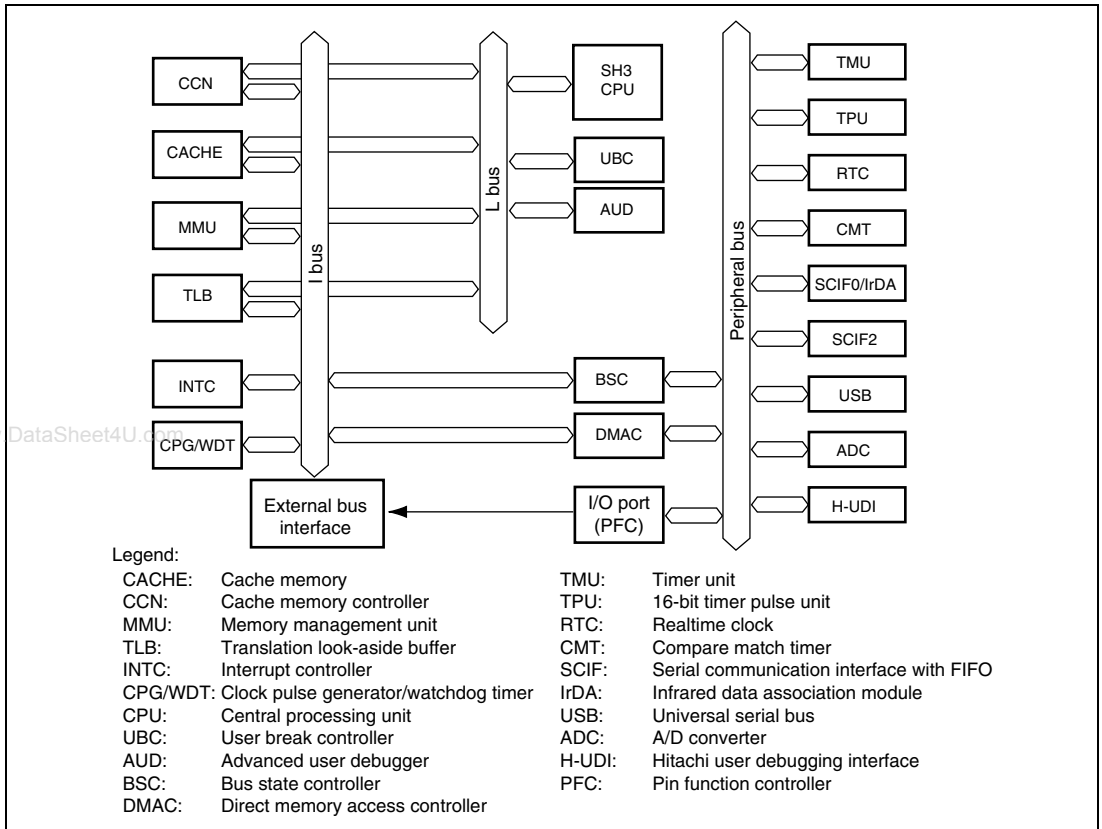 CCN
CACHE
MMU
TLB
INTC
CPG/WDT
I bus
L bus
SH3
CPU
UBC
AUD
BSC
DMAC
I/O port
(PFC)
External bus
interface
Peripheral bus
TMU
TPU
RTC
CMT
SCIF0/IrDA
SCIF2
USB
ADC
H-UDI
DataSheet4U.com
Legend:
CACHE: Cache memory
CCN: Cache memory controller
MMU: Memory management unit
TLB: Translation look-aside buffer
INTC: Interrupt controller
CPG/WDT: Clock pulse generator/watchdog timer
CPU: Central processing unit
UBC: User break controller
AUD: Advanced user debugger
BSC: Bus state controller
DMAC: Direct memory access controller
TMU: Timer unit
TPU: 16-bit timer pulse unit
RTC: Realtime clock
CMT: Compare match timer
SCIF: Serial communication interface with FIFO
IrDA: Infrared data association module
USB: Universal serial bus
ADC: A/D converter
H-UDI: Hitachi user debugging interface
PFC: Pin function controller